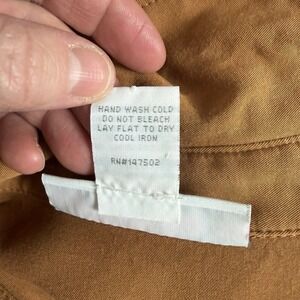 HAND WASH COLD
DO NOT BLEACH
LAY FLAT TO DRY
COOL IRON
RN#147502